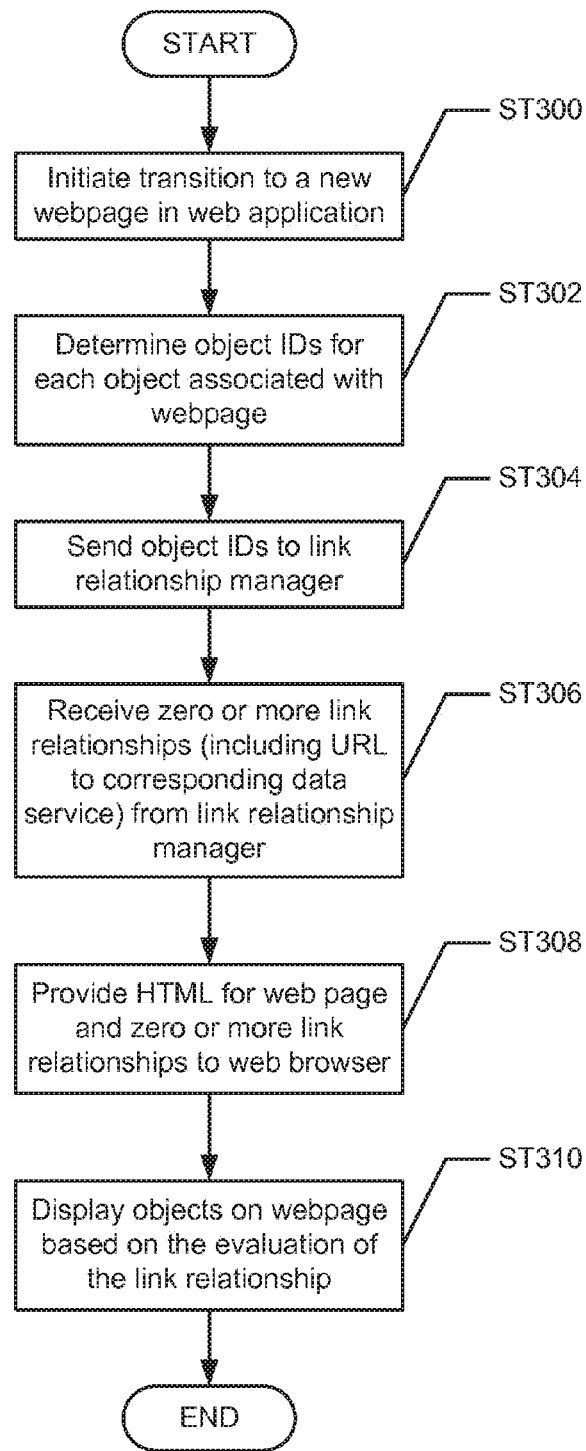 START
ST300
Initiate transition to a new
webpage in web application
ST302
Determine object IDs for
each object associated with
webpage
ST304
Send object IDs to link
relationship manager
ST306
Receive zero or more link
relationships (including URL
to corresponding data
service) from link relationship
manager
ST308
Provide HTML for web page
and zero or more link
relationships to web browser
ST310
Display objects on webpage
based on the evaluation of
the link relationship
END